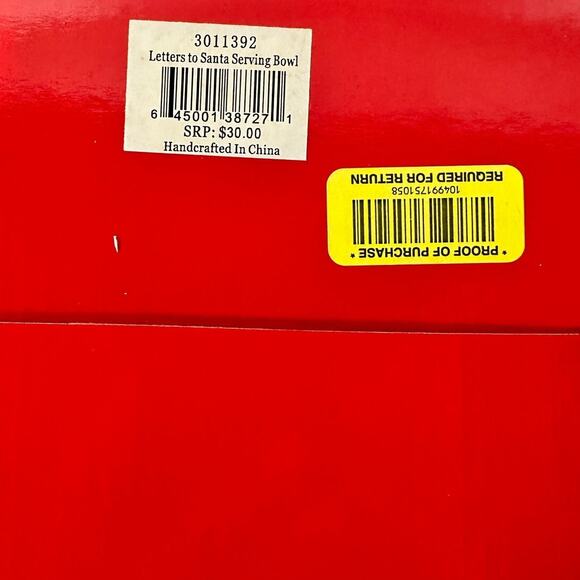 3011392
Letters to Santa Serving Bowl
6 45001 38727 1
SRP: $30.00
Handcrafted In China
* PROOF OF PURCHASE *
104991751058
REQUIRED FOR RETURN